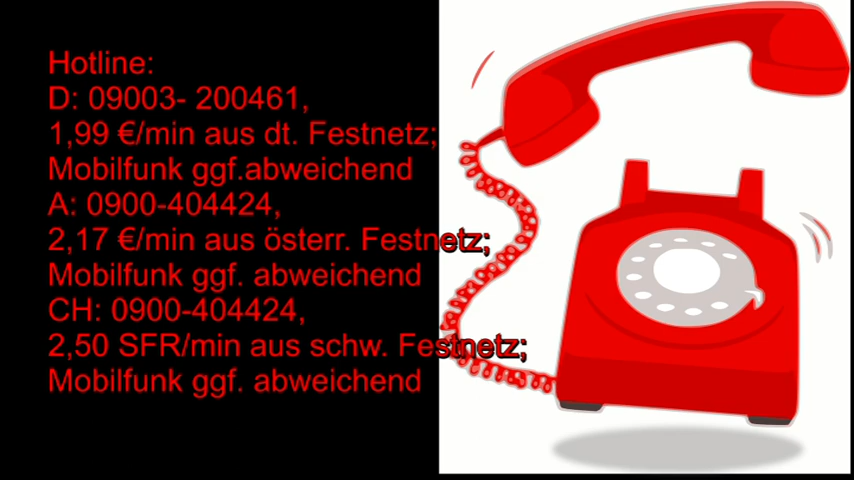 Hotline:
D: 09003- 200461,
1,99 €/min aus dt. Festnetz;
Mobilfunk ggf.abweichend
A: 0900-404424,
2,17 €/min aus österr. Festnetz;
Mobilfunk ggf. abweichend
CH: 0900-404424,
2,50 SFR/min aus schw. Festnetz;
Mobilfunk ggf. abweichend